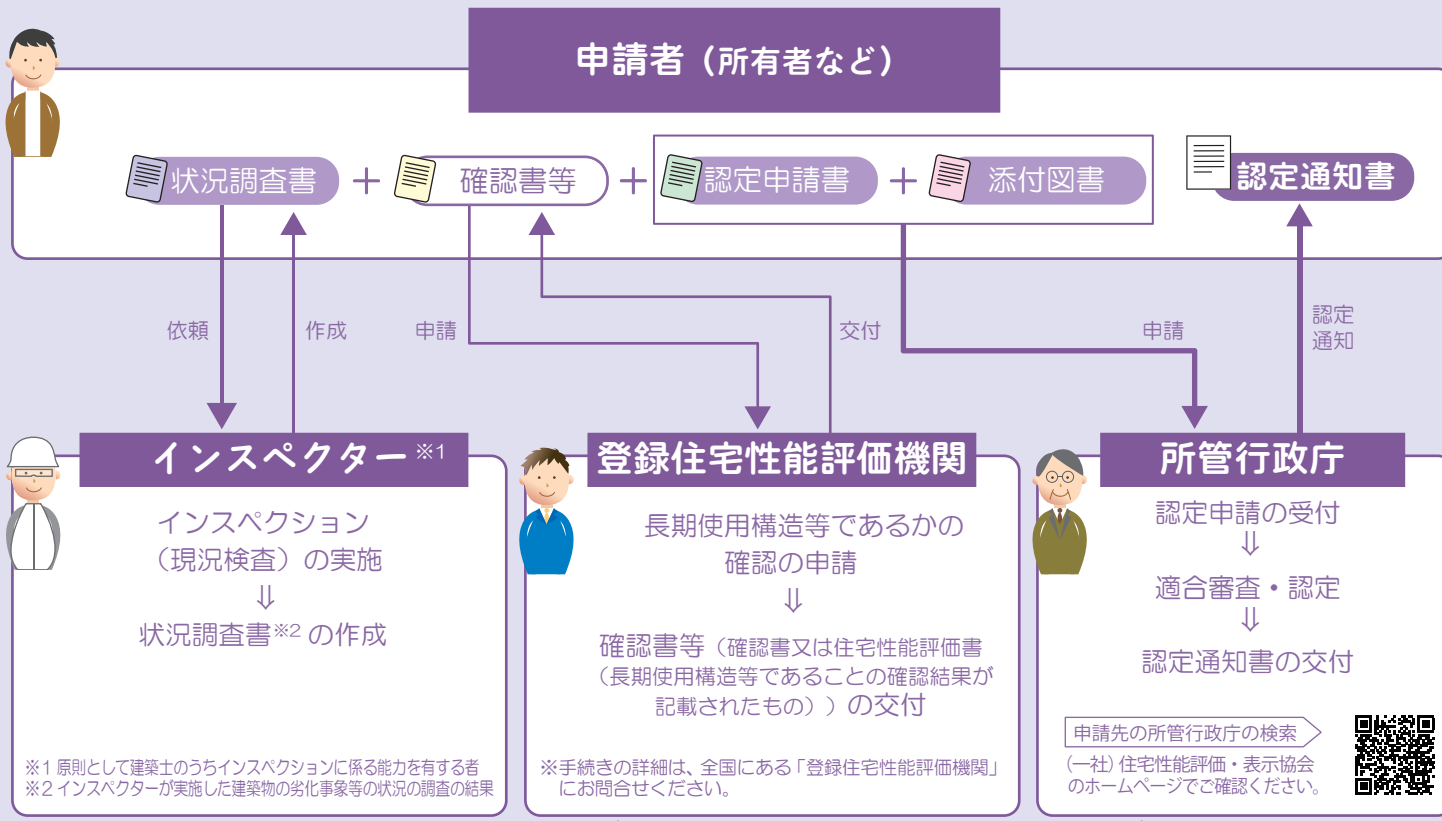 申請者（所有者など）
状況調査書 + 確認書等 + 認定申請書 + 添付図書
認定通知書
依頼
作成
申請
交付
申請
認定
通知
インスペクター※1
インスペクション
（現況検査）の実施
⇓
状況調査書※2 の作成
※1 原則として建築士のうちインスペクションに係る能力を有する者
※2 インスペクターが実施した建築物の劣化事象等の状況の調査の結果
登録住宅性能評価機関
長期使用構造等であるかの
確認の申請
⇓
確認書等（確認書又は住宅性能評価書
（長期使用構造等であることの確認結果が
記載されたもの））の交付
※手続きの詳細は、全国にある「登録住宅性能評価機関」
にお問合せください。
所管行政庁
認定申請の受付
⇓
適合審査・認定
⇓
認定通知書の交付
申請先の所管行政庁の検索
(一社) 住宅性能評価・表示協会
のホームページでご確認ください。